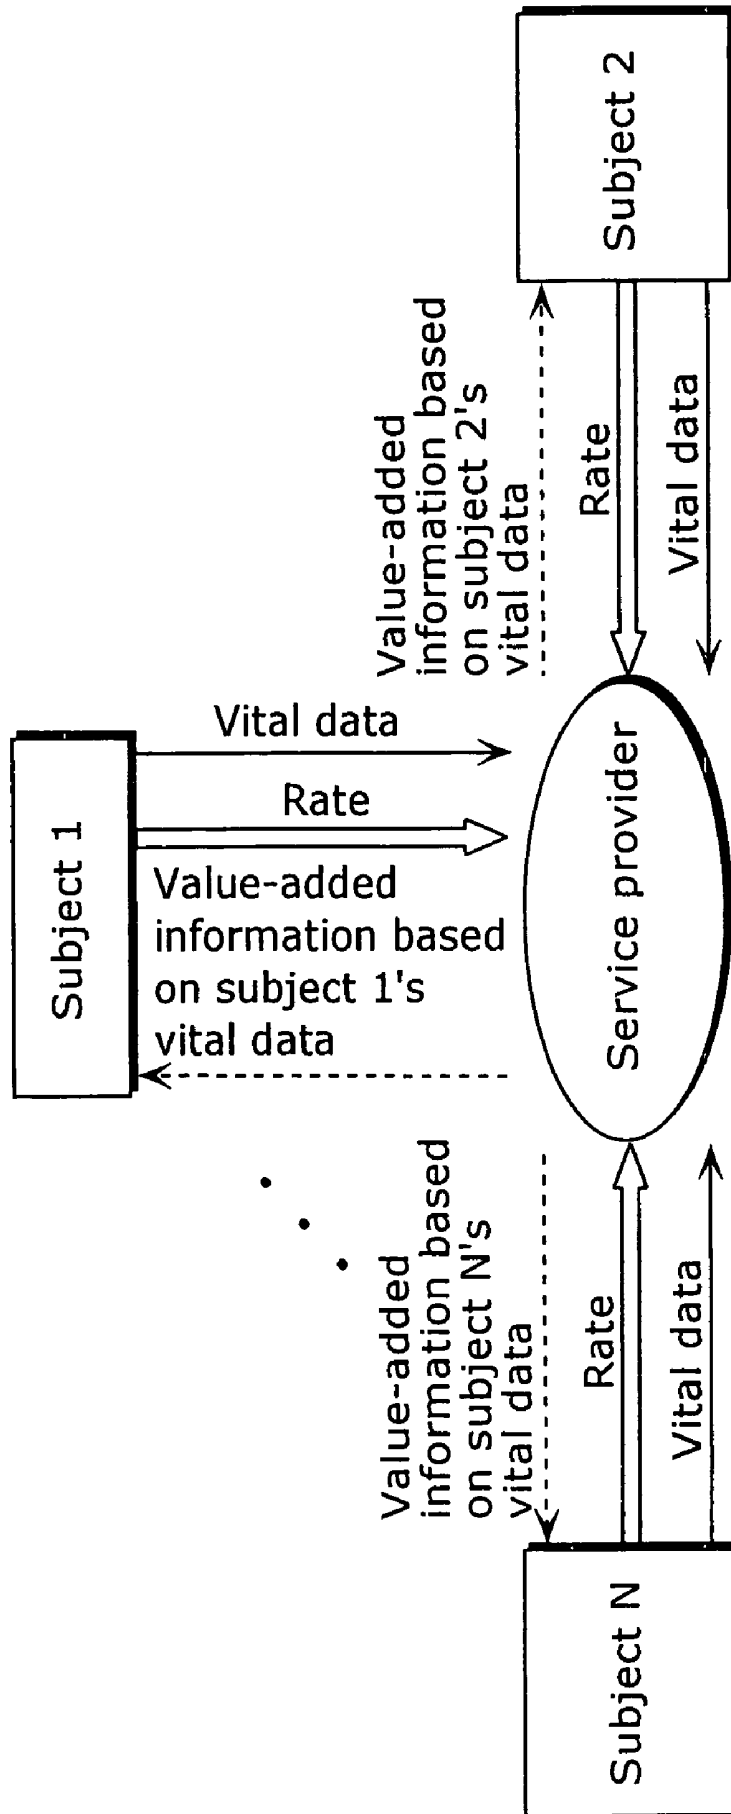 Subject 1
Vital data
Rate
Value-added
information based
on subject 1's
vital data
Value-added
information based
on subject N's
vital data
Rate
Vital data
Subject N
Service provider
Value-added
information based
on subject 2's
vital data
Rate
Vital data
Subject 2